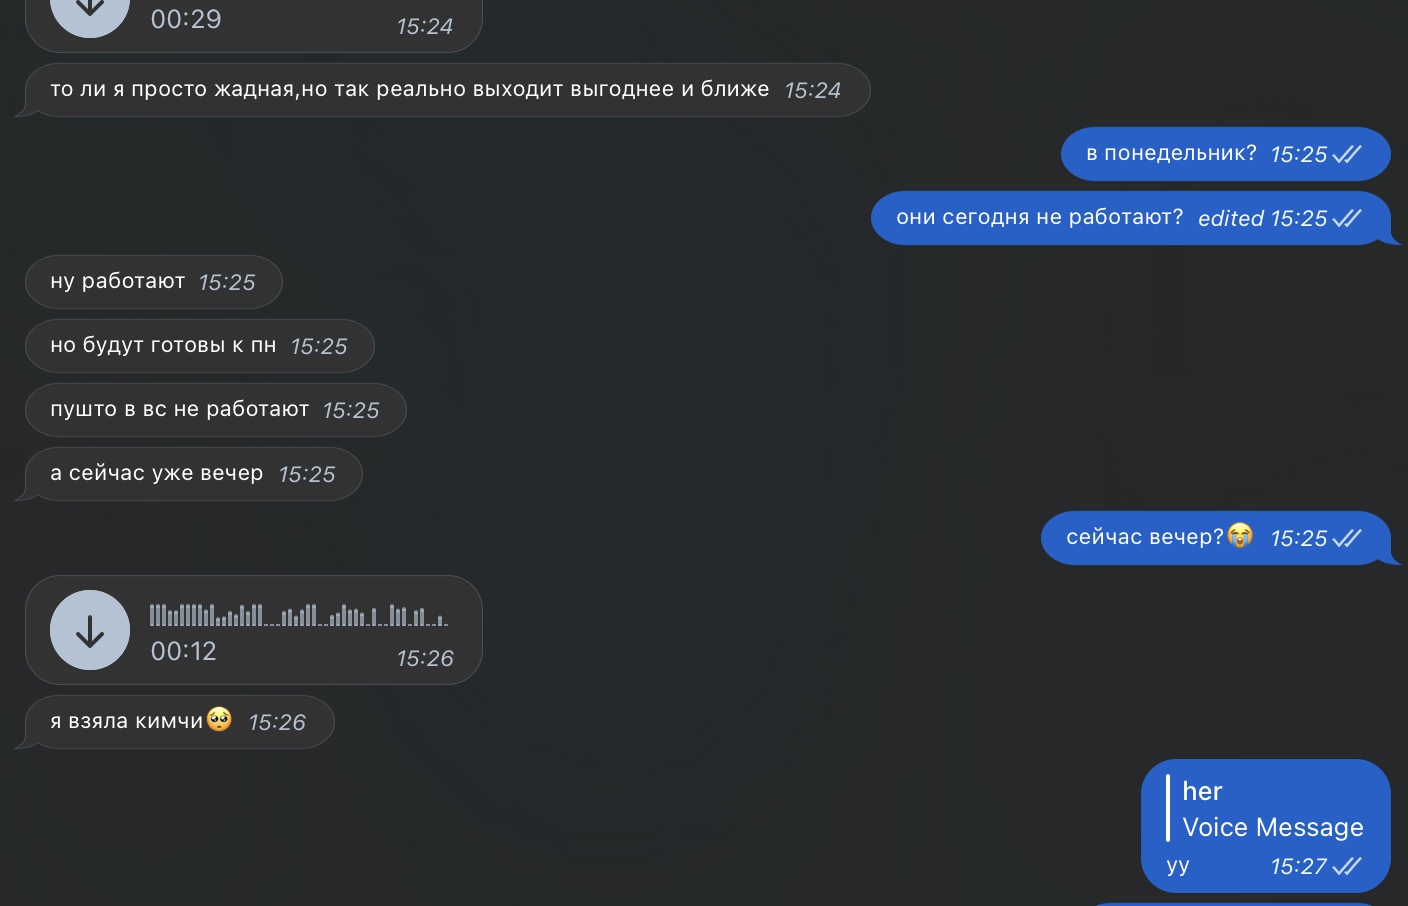 00:29 15:24
то ли я просто жадная,но так реально выходит выгоднее и ближе 15:24
в понедельник? 15:25
они сегодня не работают? edited 15:25
ну работают 15:25
но будут готовы к пн 15:25
пушто в вс не работают 15:25
а сейчас уже вечер 15:25
сейчас вечер?😭 15:25
00:12 15:26
я взяла кимчи🥺 15:26
her
Voice Message
уу 15:27